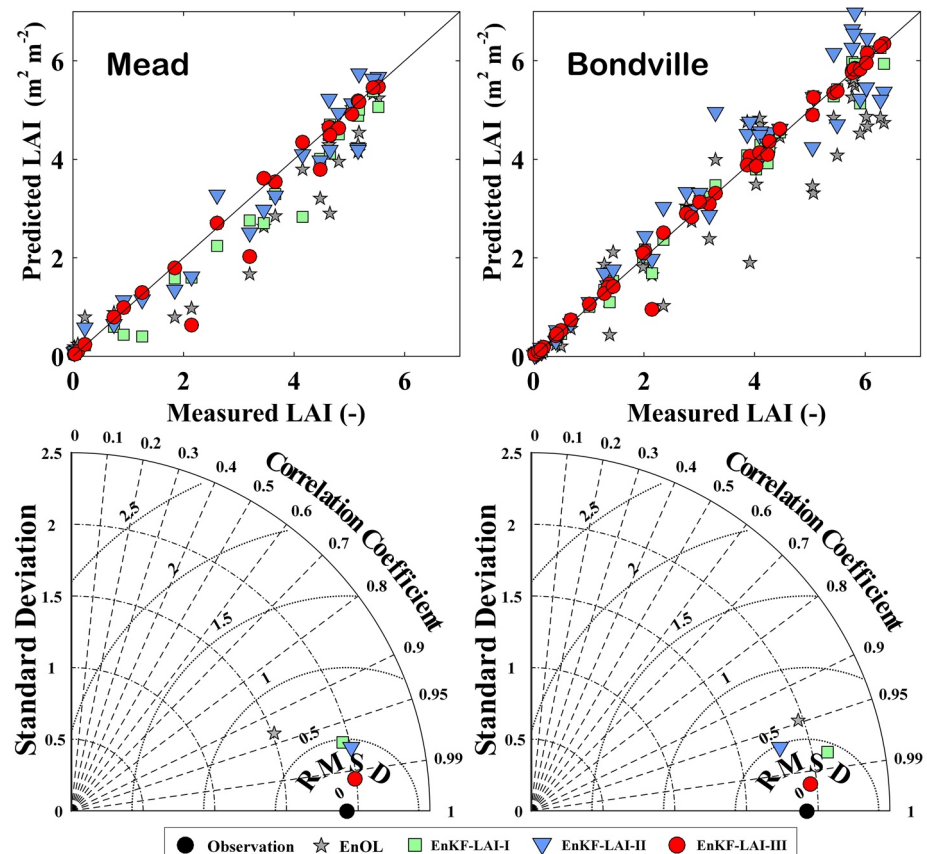 Mead
Predicted LAI (m² m⁻²)
6
4
2
0
0 2 4 6
Measured LAI (-)
Bondville
Predicted LAI (m² m⁻²)
6
4
2
0
0 2 4 6
Measured LAI (-)
Standard Deviation
2.5
2
1.5
1
0.5
0
0 0.1 0.2 0.3 0.4 0.5 0.6 0.7 0.8 0.9 0.95 0.99 1
Correlation Coefficient
2.5
2
1.5
1
0.5
0
RMSD
Standard Deviation
2.5
2
1.5
1
0.5
0
0 0.1 0.2 0.3 0.4 0.5 0.6 0.7 0.8 0.9 0.95 0.99 1
Correlation Coefficient
2.5
2
1.5
1
0.5
0
RMSD
Observation EnOL EnKF-LAI-I EnKF-LAI-II EnKF-LAI-III